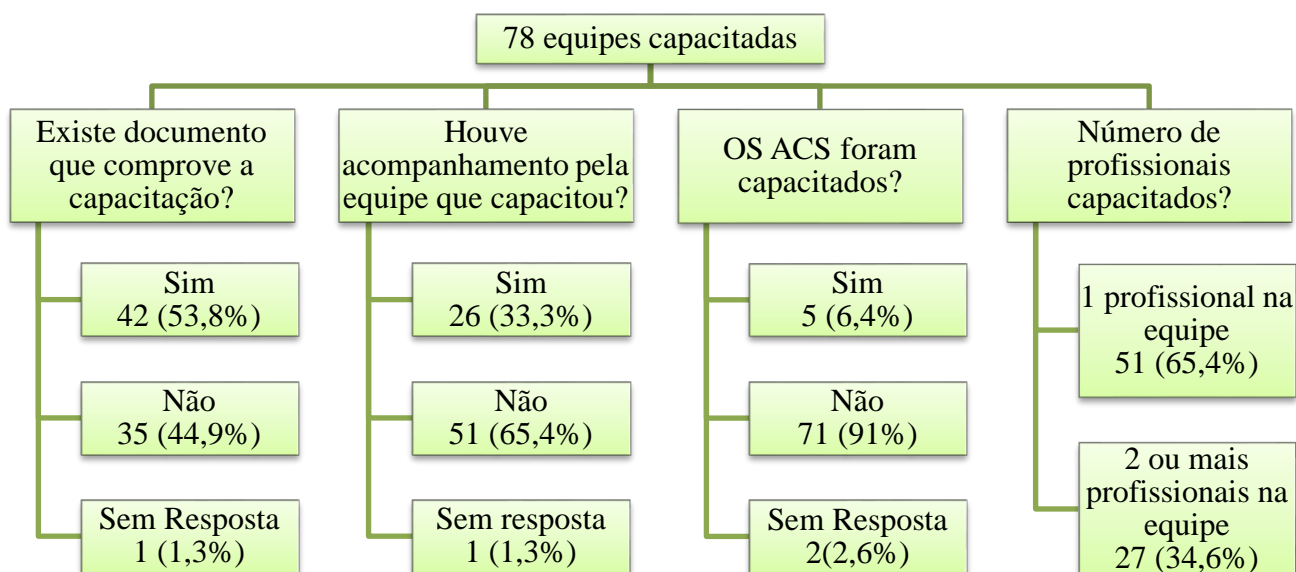 78 equipes capacitadas
Existe documento
que comprove a
capacitação?
Sim
42 (53,8%)
Não
35 (44,9%)
Sem Resposta
1 (1,3%)
Houve
acompanhamento pela
equipe que capacitou?
Sim
26 (33,3%)
Não
51 (65,4%)
Sem resposta
1 (1,3%)
OS ACS foram
capacitados?
Sim
5 (6,4%)
Não
71 (91%)
Sem Resposta
2(2,6%)
Número de
profissionais
capacitados?
1 profissional na
equipe
51 (65,4%)
2 ou mais
profissionais na
equipe
27 (34,6%)